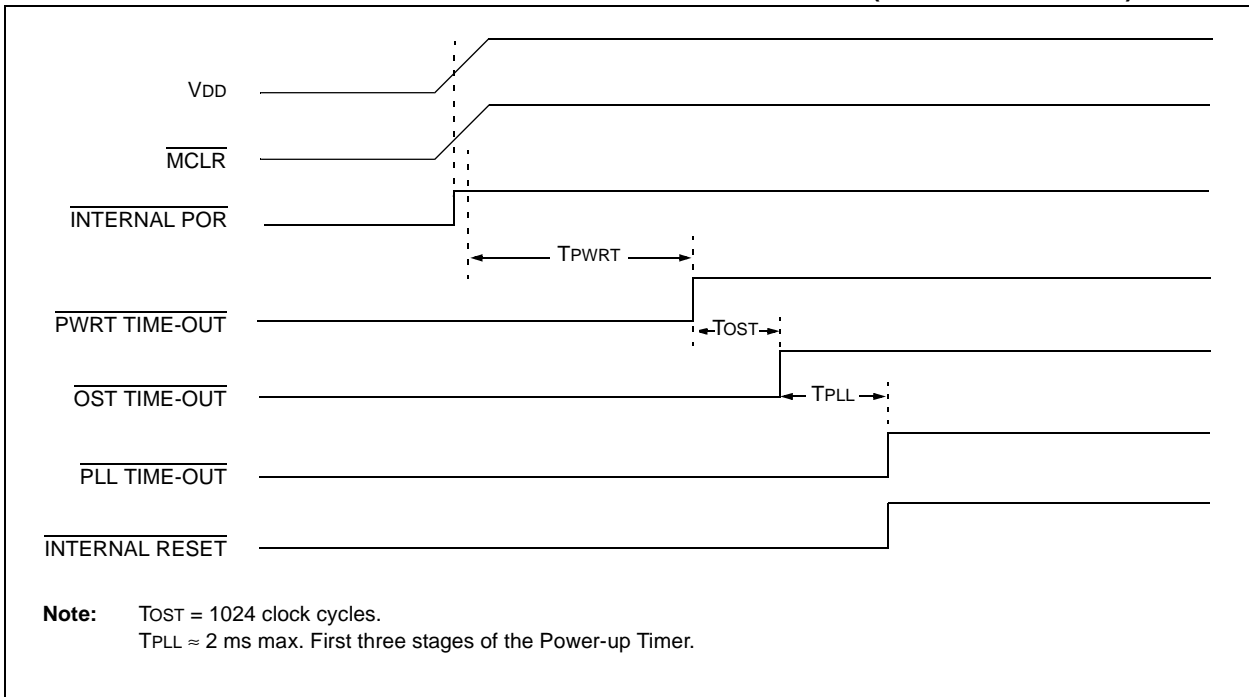 VDD
MCLR
INTERNAL POR
TPWRT
PWRT TIME-OUT
TOST
OST TIME-OUT
TPLL
PLL TIME-OUT
INTERNAL RESET
Note: TOST = 1024 clock cycles.
TPLL ≈ 2 ms max. First three stages of the Power-up Timer.